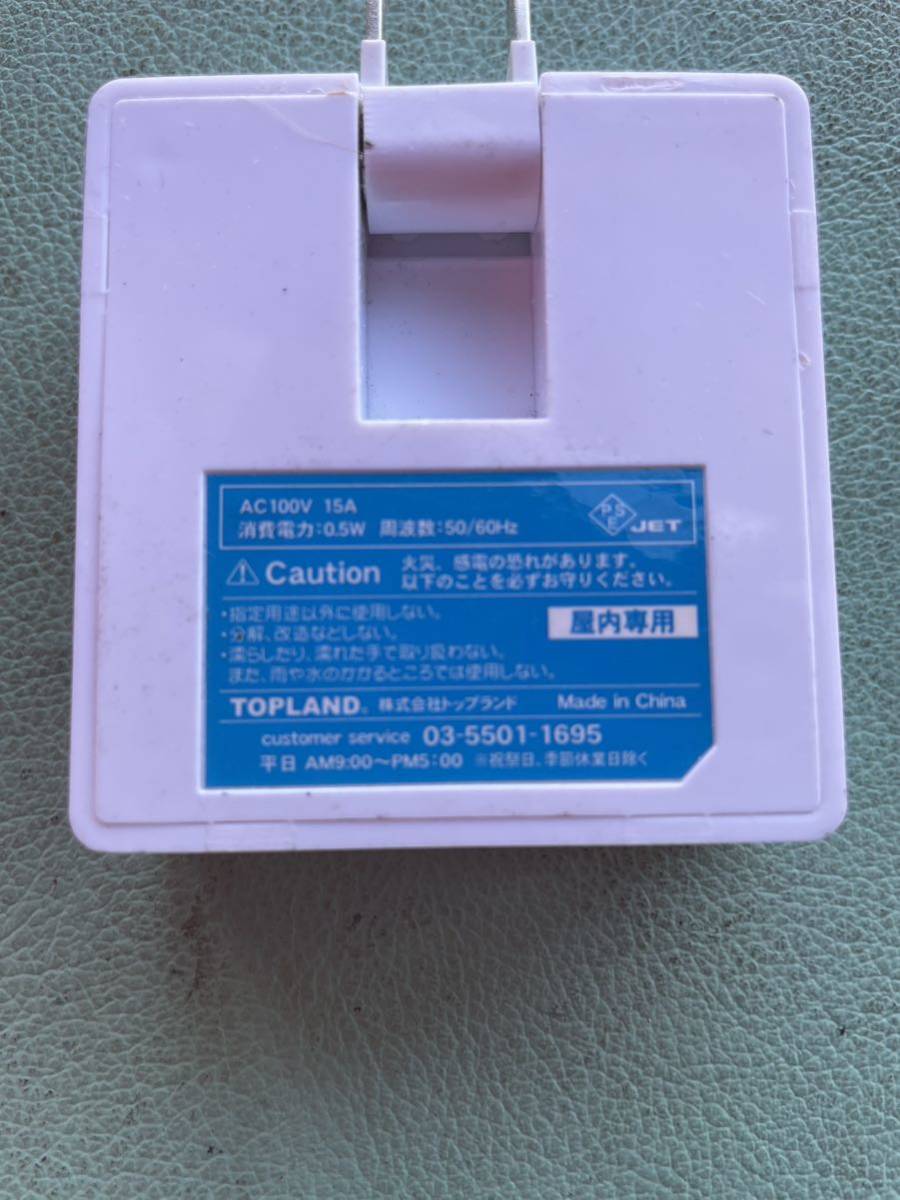 AC100V 15A
消費電力:0.5W 周波数:50/60Hz
PSE JET
⚠Caution
火災、感電の恐れがあります。
以下のことを必ずお守りください。
・指定用途以外に使用しない。
・分解、改造などしない。
・濡らしたり、濡れた手で取り扱わない。
また、雨や水のかかるところでは使用しない。
屋内専用
TOPLAND® 株式会社トップランド Made in China
customer service 03-5501-1695
平日 AM9:00〜PM5:00 ※祝祭日、季節休業日除く